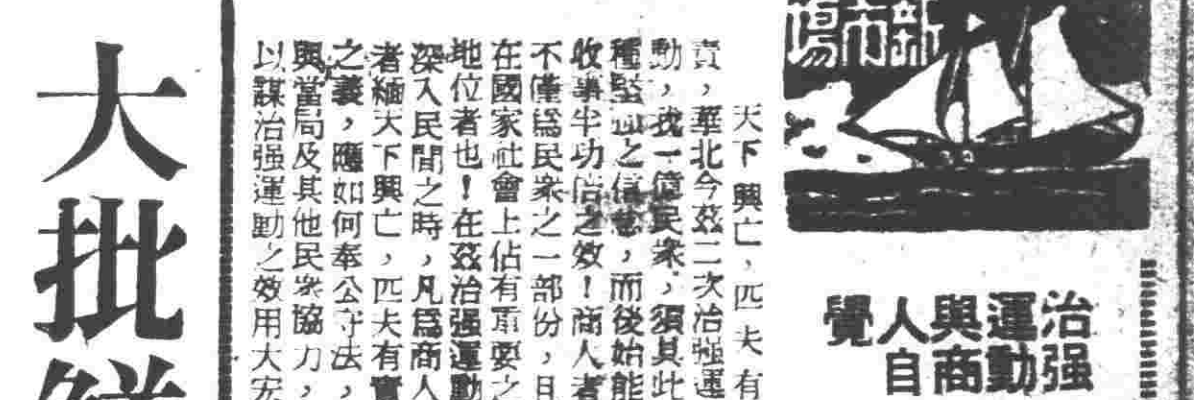 新市場
治强
運動
與商
人自
覺
天下興亡，匹夫有
責，華北今茲二次治强運
動，我一億民衆，須具此
種堅之信念，而後始能
收事半功倍之效！商人者
不僅爲民衆之一部份，且
在國家社會上佔有重要之
地位者也！在茲治强運動
深入民間之時，凡爲商人
者緬天下興亡，匹夫有責
之義，應如何奉公守法，
與當局及其他民衆協力，
以謀治强運動之效用大宏
大批